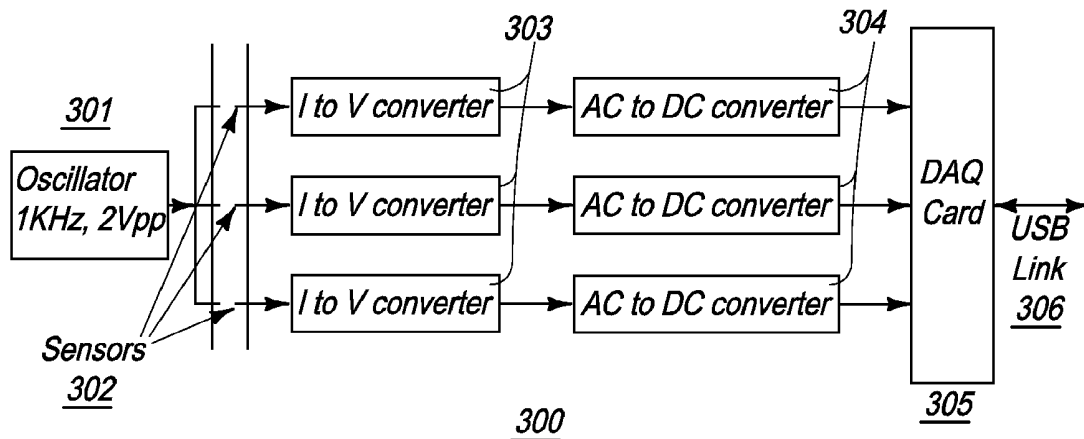 303
304
301
I to V converter
AC to DC converter
Oscillator
1KHz, 2Vpp
I to V converter
AC to DC converter
DAQ
Card
USB
Link
306
I to V converter
AC to DC converter
Sensors
302
305
300